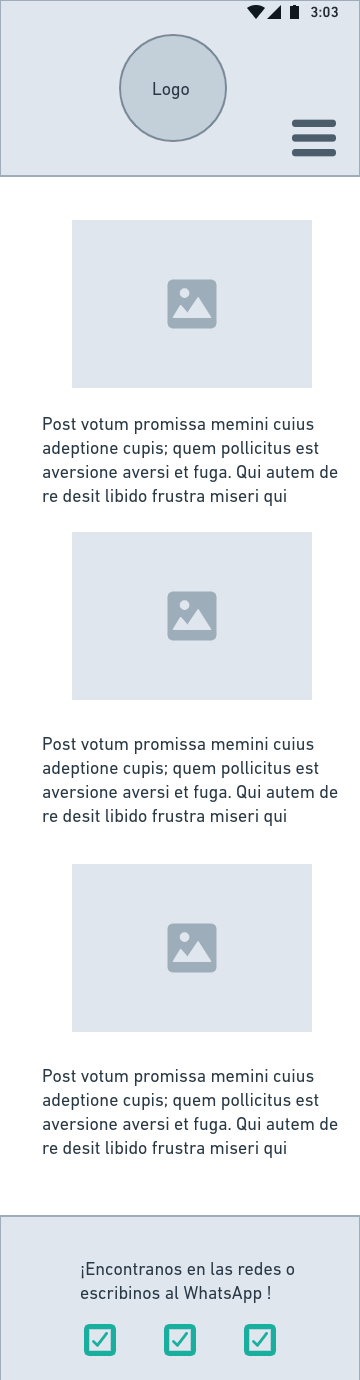 3:03
Logo
Post votum promissa memini cuius
adeptione cupis; quem pollicitus est
aversione aversi et fuga. Qui autem de
re desit libido frustra miseri qui
Post votum promissa memini cuius
adeptione cupis; quem pollicitus est
aversione aversi et fuga. Qui autem de
re desit libido frustra miseri qui
Post votum promissa memini cuius
adeptione cupis; quem pollicitus est
aversione aversi et fuga. Qui autem de
re desit libido frustra miseri qui
¡Encontranos en las redes o
escribinos al WhatsApp !